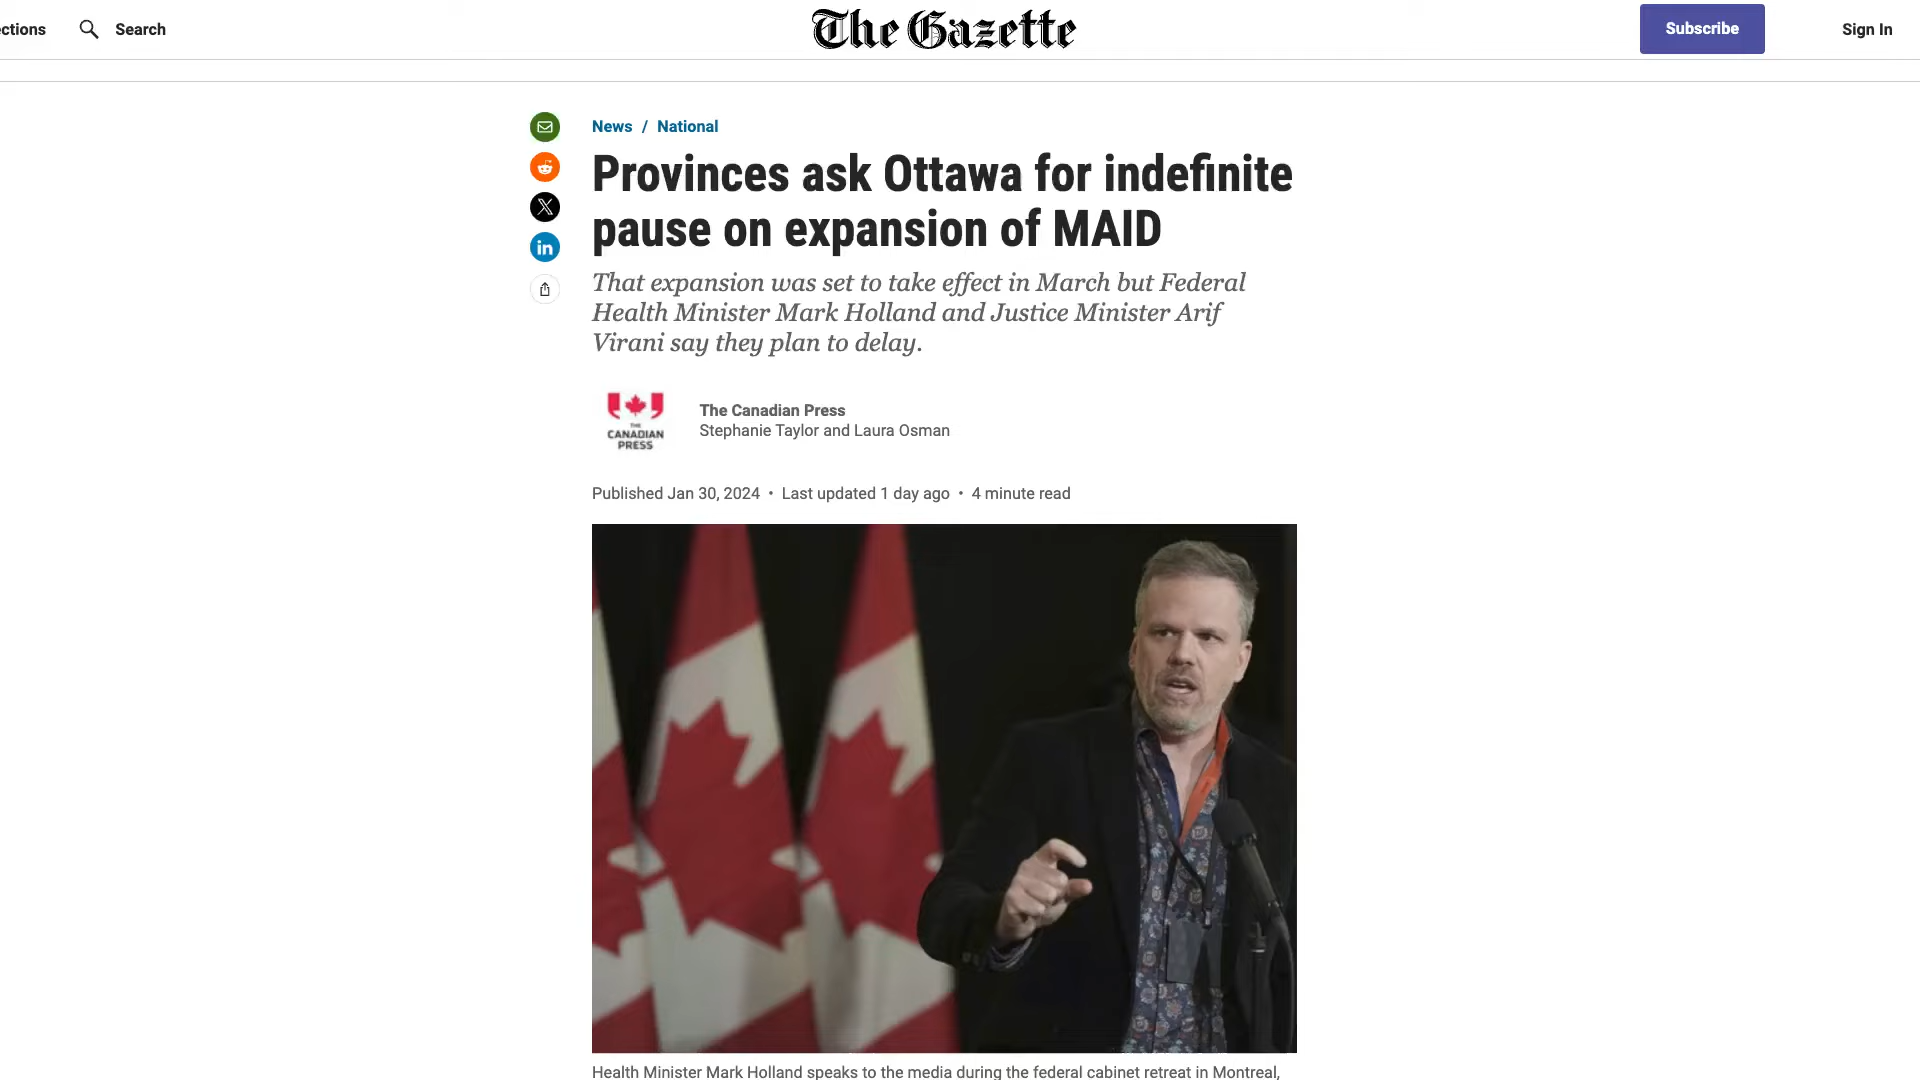 ctions
Search
The Gazette
Subscribe
Sign In
News / National
Provinces ask Ottawa for indefinite
pause on expansion of MAID
That expansion was set to take effect in March but Federal
Health Minister Mark Holland and Justice Minister Arif
Virani say they plan to delay.
THE
CANADIAN
PRESS
The Canadian Press
Stephanie Taylor and Laura Osman
Published Jan 30, 2024 • Last updated 1 day ago • 4 minute read
Health Minister Mark Holland speaks to the media during the federal cabinet retreat in Montreal,